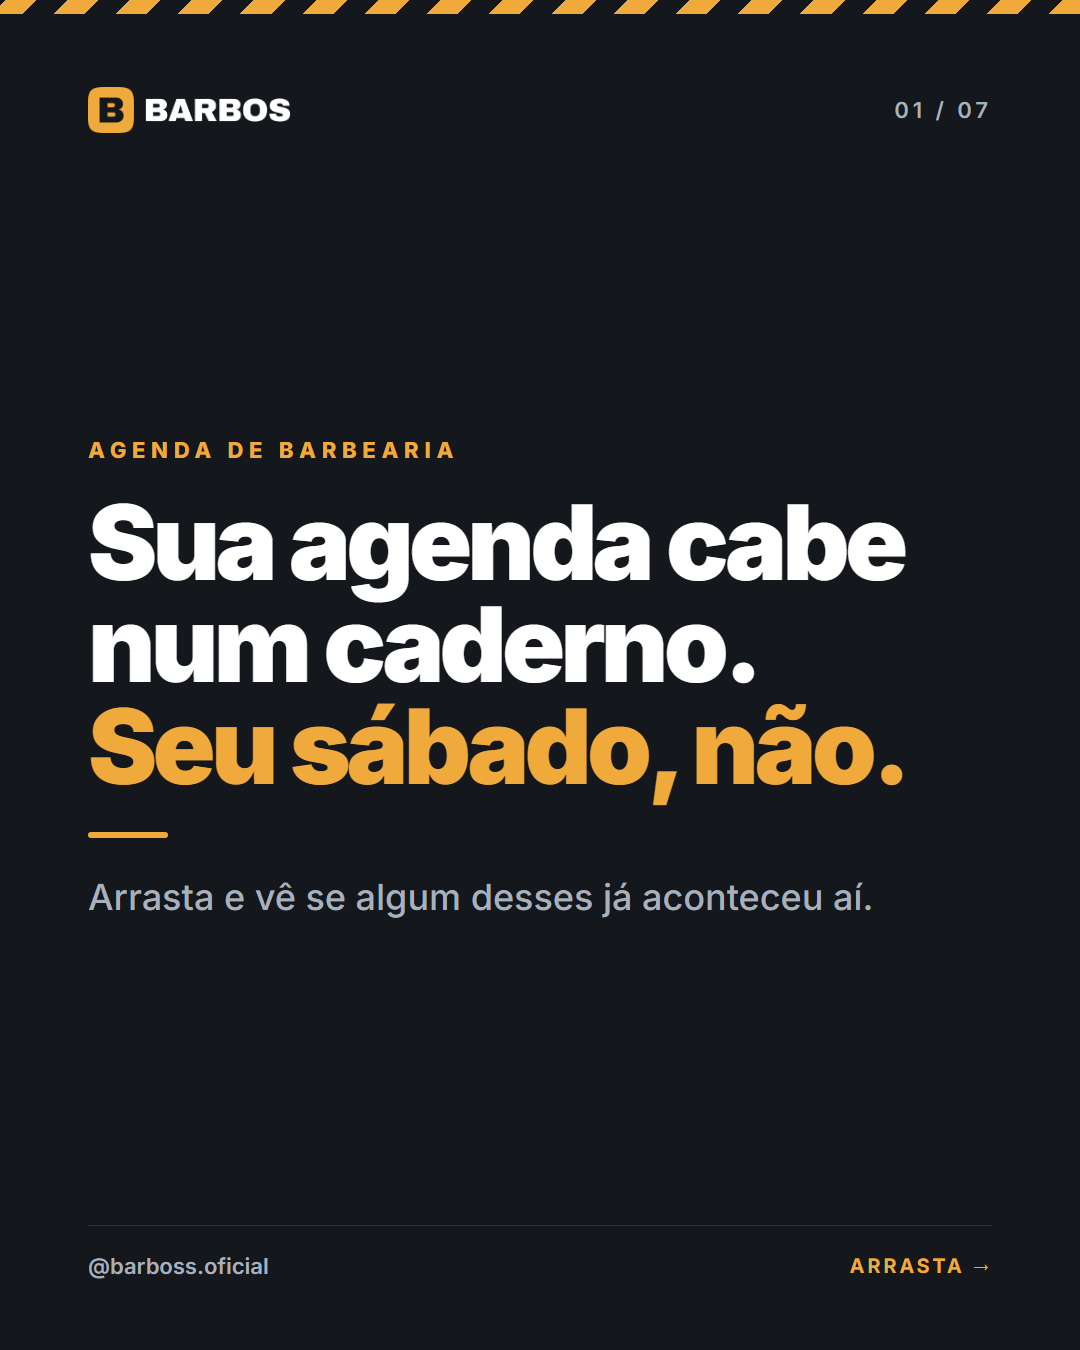 B BARBOS
01 / 07
AGENDA DE BARBEARIA
Sua agenda cabe
num caderno.
Seu sábado, não.
Arrasta e vê se algum desses já aconteceu aí.
@barboss.oficial
ARRASTA →